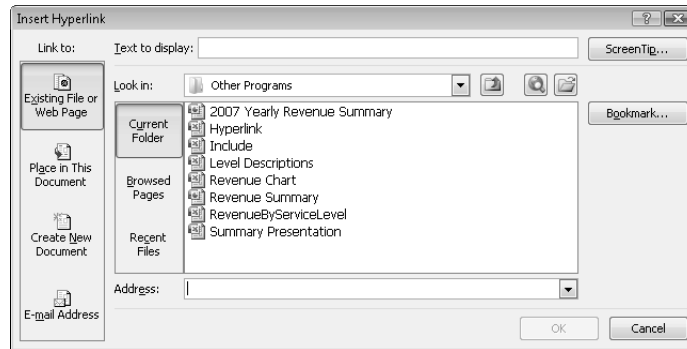 Insert Hyperlink
Link to:
Text to display:
ScreenTip...
Existing File or
Web Page
Look in:
Other Programs
Bookmark...
Current
Folder
2007 Yearly Revenue Summary
Hyperlink
Include
Level Descriptions
Revenue Chart
Revenue Summary
RevenueByServiceLevel
Summary Presentation
Place in This
Document
Browsed
Pages
Create New
Document
Recent
Files
E-mail Address
Address:
OK
Cancel